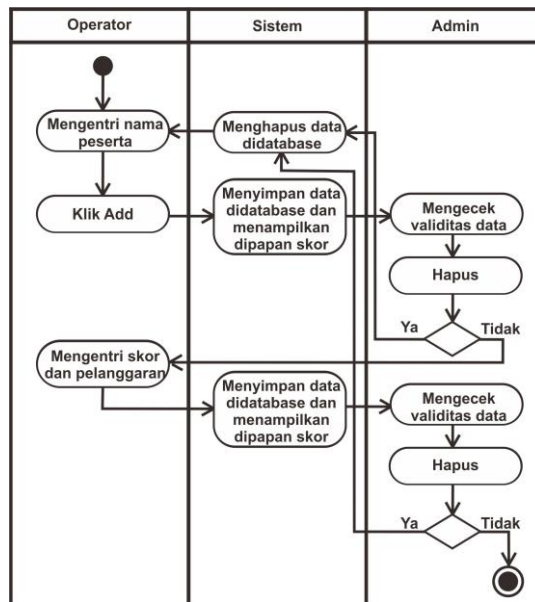 Operator
Sistem
Admin
Mengentri nama
peserta
Menghapus data
didatabase
Klik Add
Menyimpan data
didatabase dan
menampilkan
dipapan skor
Mengecek
validitas data
Hapus
Ya
Tidak
Mengentri skor
dan pelanggaran
Menyimpan data
didatabase dan
menampilkan
dipapan skor
Mengecek
validitas data
Hapus
Ya
Tidak